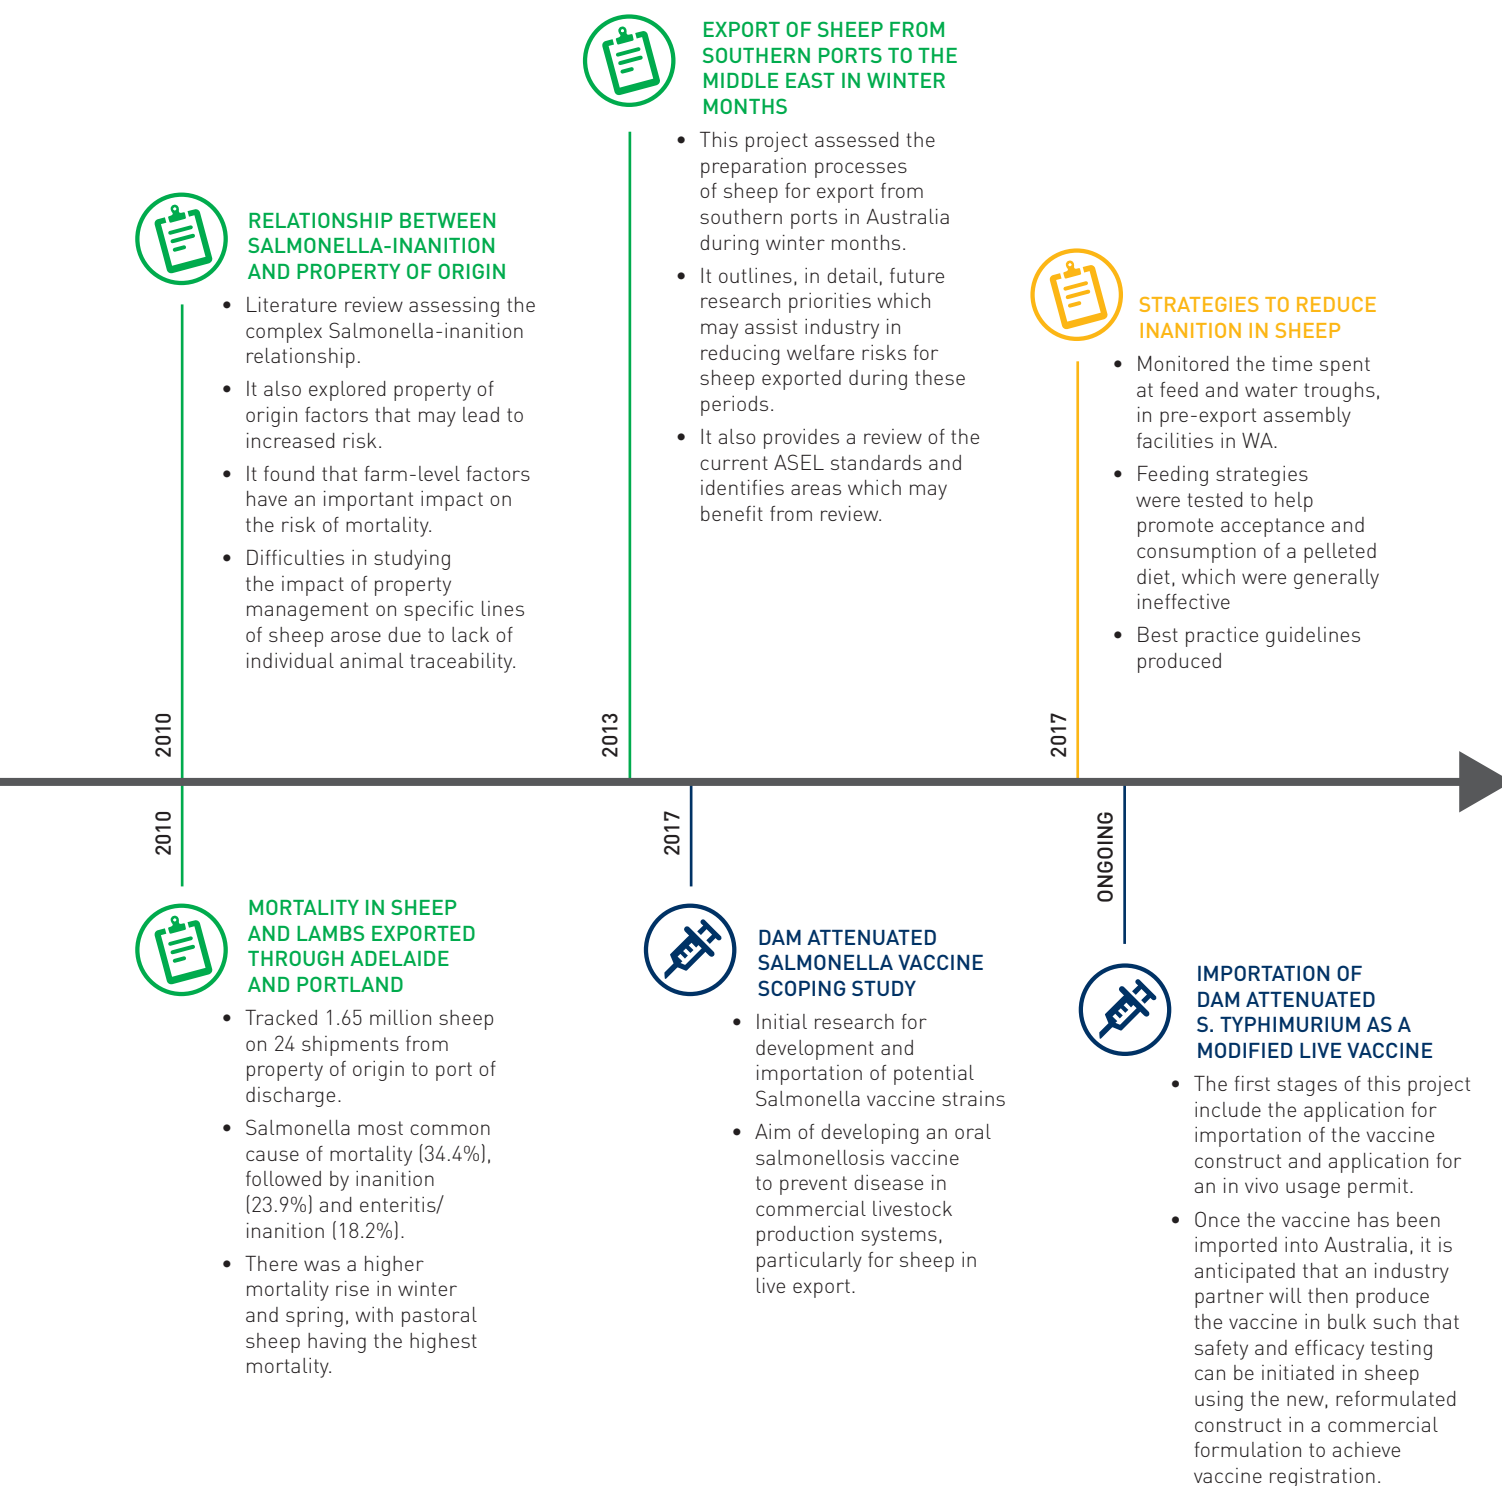 EXPORT OF SHEEP FROM
SOUTHERN PORTS TO THE
MIDDLE EAST IN WINTER
MONTHS
• This project assessed the
preparation processes
of sheep for export from
southern ports in Australia
during winter months.
• It outlines, in detail, future
research priorities which
may assist industry in
reducing welfare risks for
sheep exported during these
periods.
• It also provides a review of the
current ASEL standards and
identifies areas which may
benefit from review.
RELATIONSHIP BETWEEN
SALMONELLA-INANITION
AND PROPERTY OF ORIGIN
• Literature review assessing the
complex Salmonella-inanition
relationship.
• It also explored property of
origin factors that may lead to
increased risk.
• It found that farm-level factors
have an important impact on
the risk of mortality.
• Difficulties in studying
the impact of property
management on specific lines
of sheep arose due to lack of
individual animal traceability.
STRATEGIES TO REDUCE
INANITION IN SHEEP
• Monitored the time spent
at feed and water troughs,
in pre-export assembly
facilities in WA.
• Feeding strategies
were tested to help
promote acceptance and
consumption of a pelleted
diet, which were generally
ineffective
• Best practice guidelines
produced
2010
2013
2017
2010
2017
ONGOING
MORTALITY IN SHEEP
AND LAMBS EXPORTED
THROUGH ADELAIDE
AND PORTLAND
• Tracked 1.65 million sheep
on 24 shipments from
property of origin to port of
discharge.
• Salmonella most common
cause of mortality (34.4%),
followed by inanition
(23.9%) and enteritis/
inanition (18.2%).
• There was a higher
mortality rise in winter
and spring, with pastoral
sheep having the highest
mortality.
DAM ATTENUATED
SALMONELLA VACCINE
SCOPING STUDY
• Initial research for
development and
importation of potential
Salmonella vaccine strains
• Aim of developing an oral
salmonellosis vaccine
to prevent disease in
commercial livestock
production systems,
particularly for sheep in
live export.
IMPORTATION OF
DAM ATTENUATED
S. TYPHIMURIUM AS A
MODIFIED LIVE VACCINE
• The first stages of this project
include the application for
importation of the vaccine
construct and application for
an in vivo usage permit.
• Once the vaccine has been
imported into Australia, it is
anticipated that an industry
partner will then produce
the vaccine in bulk such that
safety and efficacy testing
can be initiated in sheep
using the new, reformulated
construct in a commercial
formulation to achieve
vaccine registration.